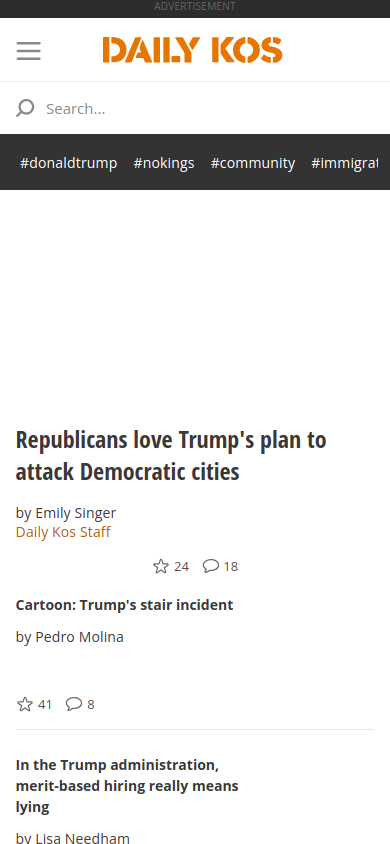 ADVERTISEMENT
DAILY KOS
Search...
#donaldtrump #nokings #community #immigrat
Republicans love Trump's plan to
attack Democratic cities
by Emily Singer
Daily Kos Staff
24 18
Cartoon: Trump's stair incident
by Pedro Molina
41 8
In the Trump administration,
merit-based hiring really means
lying
by Lisa Needham